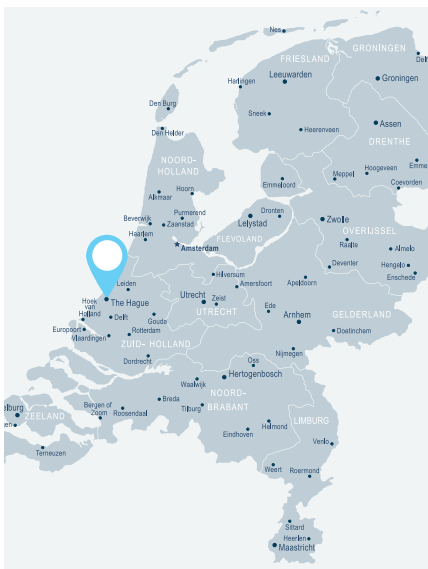 Nes
GRONINGEN
FRIESLAND
Leeuwarden
Groningen
Harlingen
Den Burg
Sneek
Assen
Heerenveen
Den Helder
DRENTHE
NOORD-
HOLLAND
Hoogeveen
Meppel
Emmeloord
Coevorden
Hoorn
Alkmaar
Dronten
Purmerend
Beverwijk
Zaanstad
Lelystad
Zwolle
OVERIJSSEL
Haarlem
FLEVOLAND
Raalte
Almelo
Amsterdam
Deventer
Hengelo
Hilversum
Enschede
Leiden
Amersfoort
Apeldoorn
Utrecht
Zeist
Hoek
van
Holland
The Hague
UTRECHT
Ede
GELDERLAND
Delft
Gouda
Arnhem
Europoort
Rotterdam
Doetinchem
Vlaardingen
ZUID- HOLLAND
Nijmegen
Dordrecht
Oss
Hertogenbosch
Waalwijk
NOORD-
BRABANT
Breda
Bergen of
Zoom
Roosendaal
Tilburg
LIMBURG
elburg
ZEELAND
Helmond
Eindhoven
Venlo
Terneuzen
Weert
Roermond
Sittard
Heerlen
Maastricht